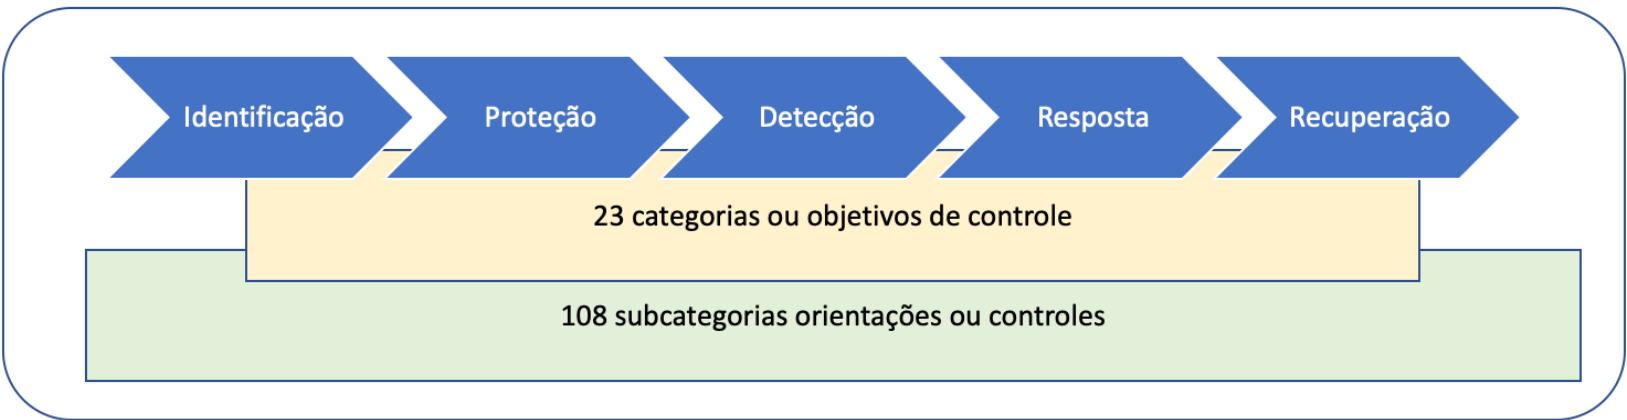 Identificação
Proteção
Detecção
Resposta
Recuperação
23 categorias ou objetivos de controle
108 subcategorias orientações ou controles